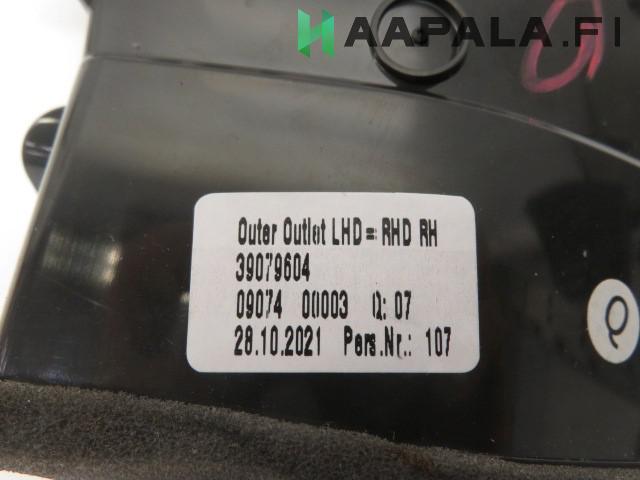 HAAPALA.FI
Outer Outlet LHD = RHD RH
39079604
09074 00003 Q: 07
28.10.2021 Pers.Nr.: 107
Q